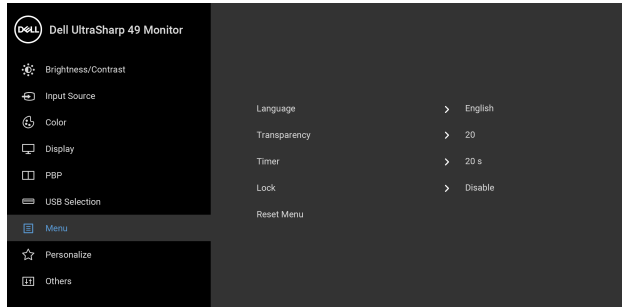 DELL Dell UltraSharp 49 Monitor
Brightness/Contrast
Input Source
Color
Display
PBP
USB Selection
Menu
Personalize
Others
Language > English
Transparency > 20
Timer > 20 s
Lock > Disable
Reset Menu